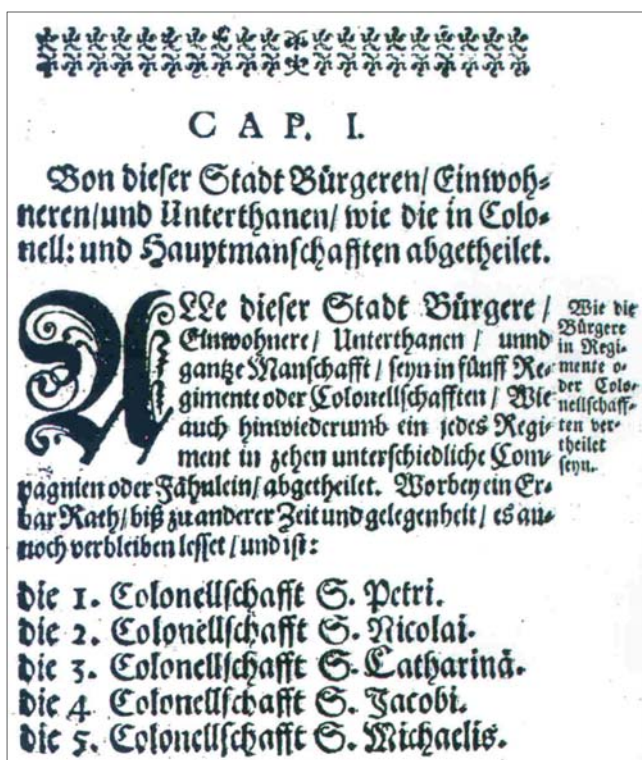 CAP. I.
Von dieser Stadt Bürgeren/ Einwoh-
neren/und Unterthanen/ wie die in Colo-
nell: und Hauptmanschafften abgetheilet.
ALLe dieser Stadt Bürgere /
Einwohnere/ Unterthanen / unnd
gantze Manschafft / seyn in fünff Re-
gimente oder Colonellschafften / Wie
auch hinwiederumb ein jedes Regi-
ment in zehen unterschiedliche Com-
pagnien oder Fähnlein/ abgetheilet. Worbey ein Er-
bar Rath/ biß zu anderer Zeit und gelegenheit / es an-
noch verbleiben lesset / und ist:
Wie die
Bürgere
in Regi-
mente o-
der Colo-
nellschaff-
ten ver-
theilet
seyn.
die 1. Colonellschafft S. Petri.
die 2. Colonellschafft S. Nicolai.
die 3. Colonellschafft S. Catharinä.
die 4 Colonellschafft S. Jacobi.
die 5. Colonellschafft S. Michaelis.